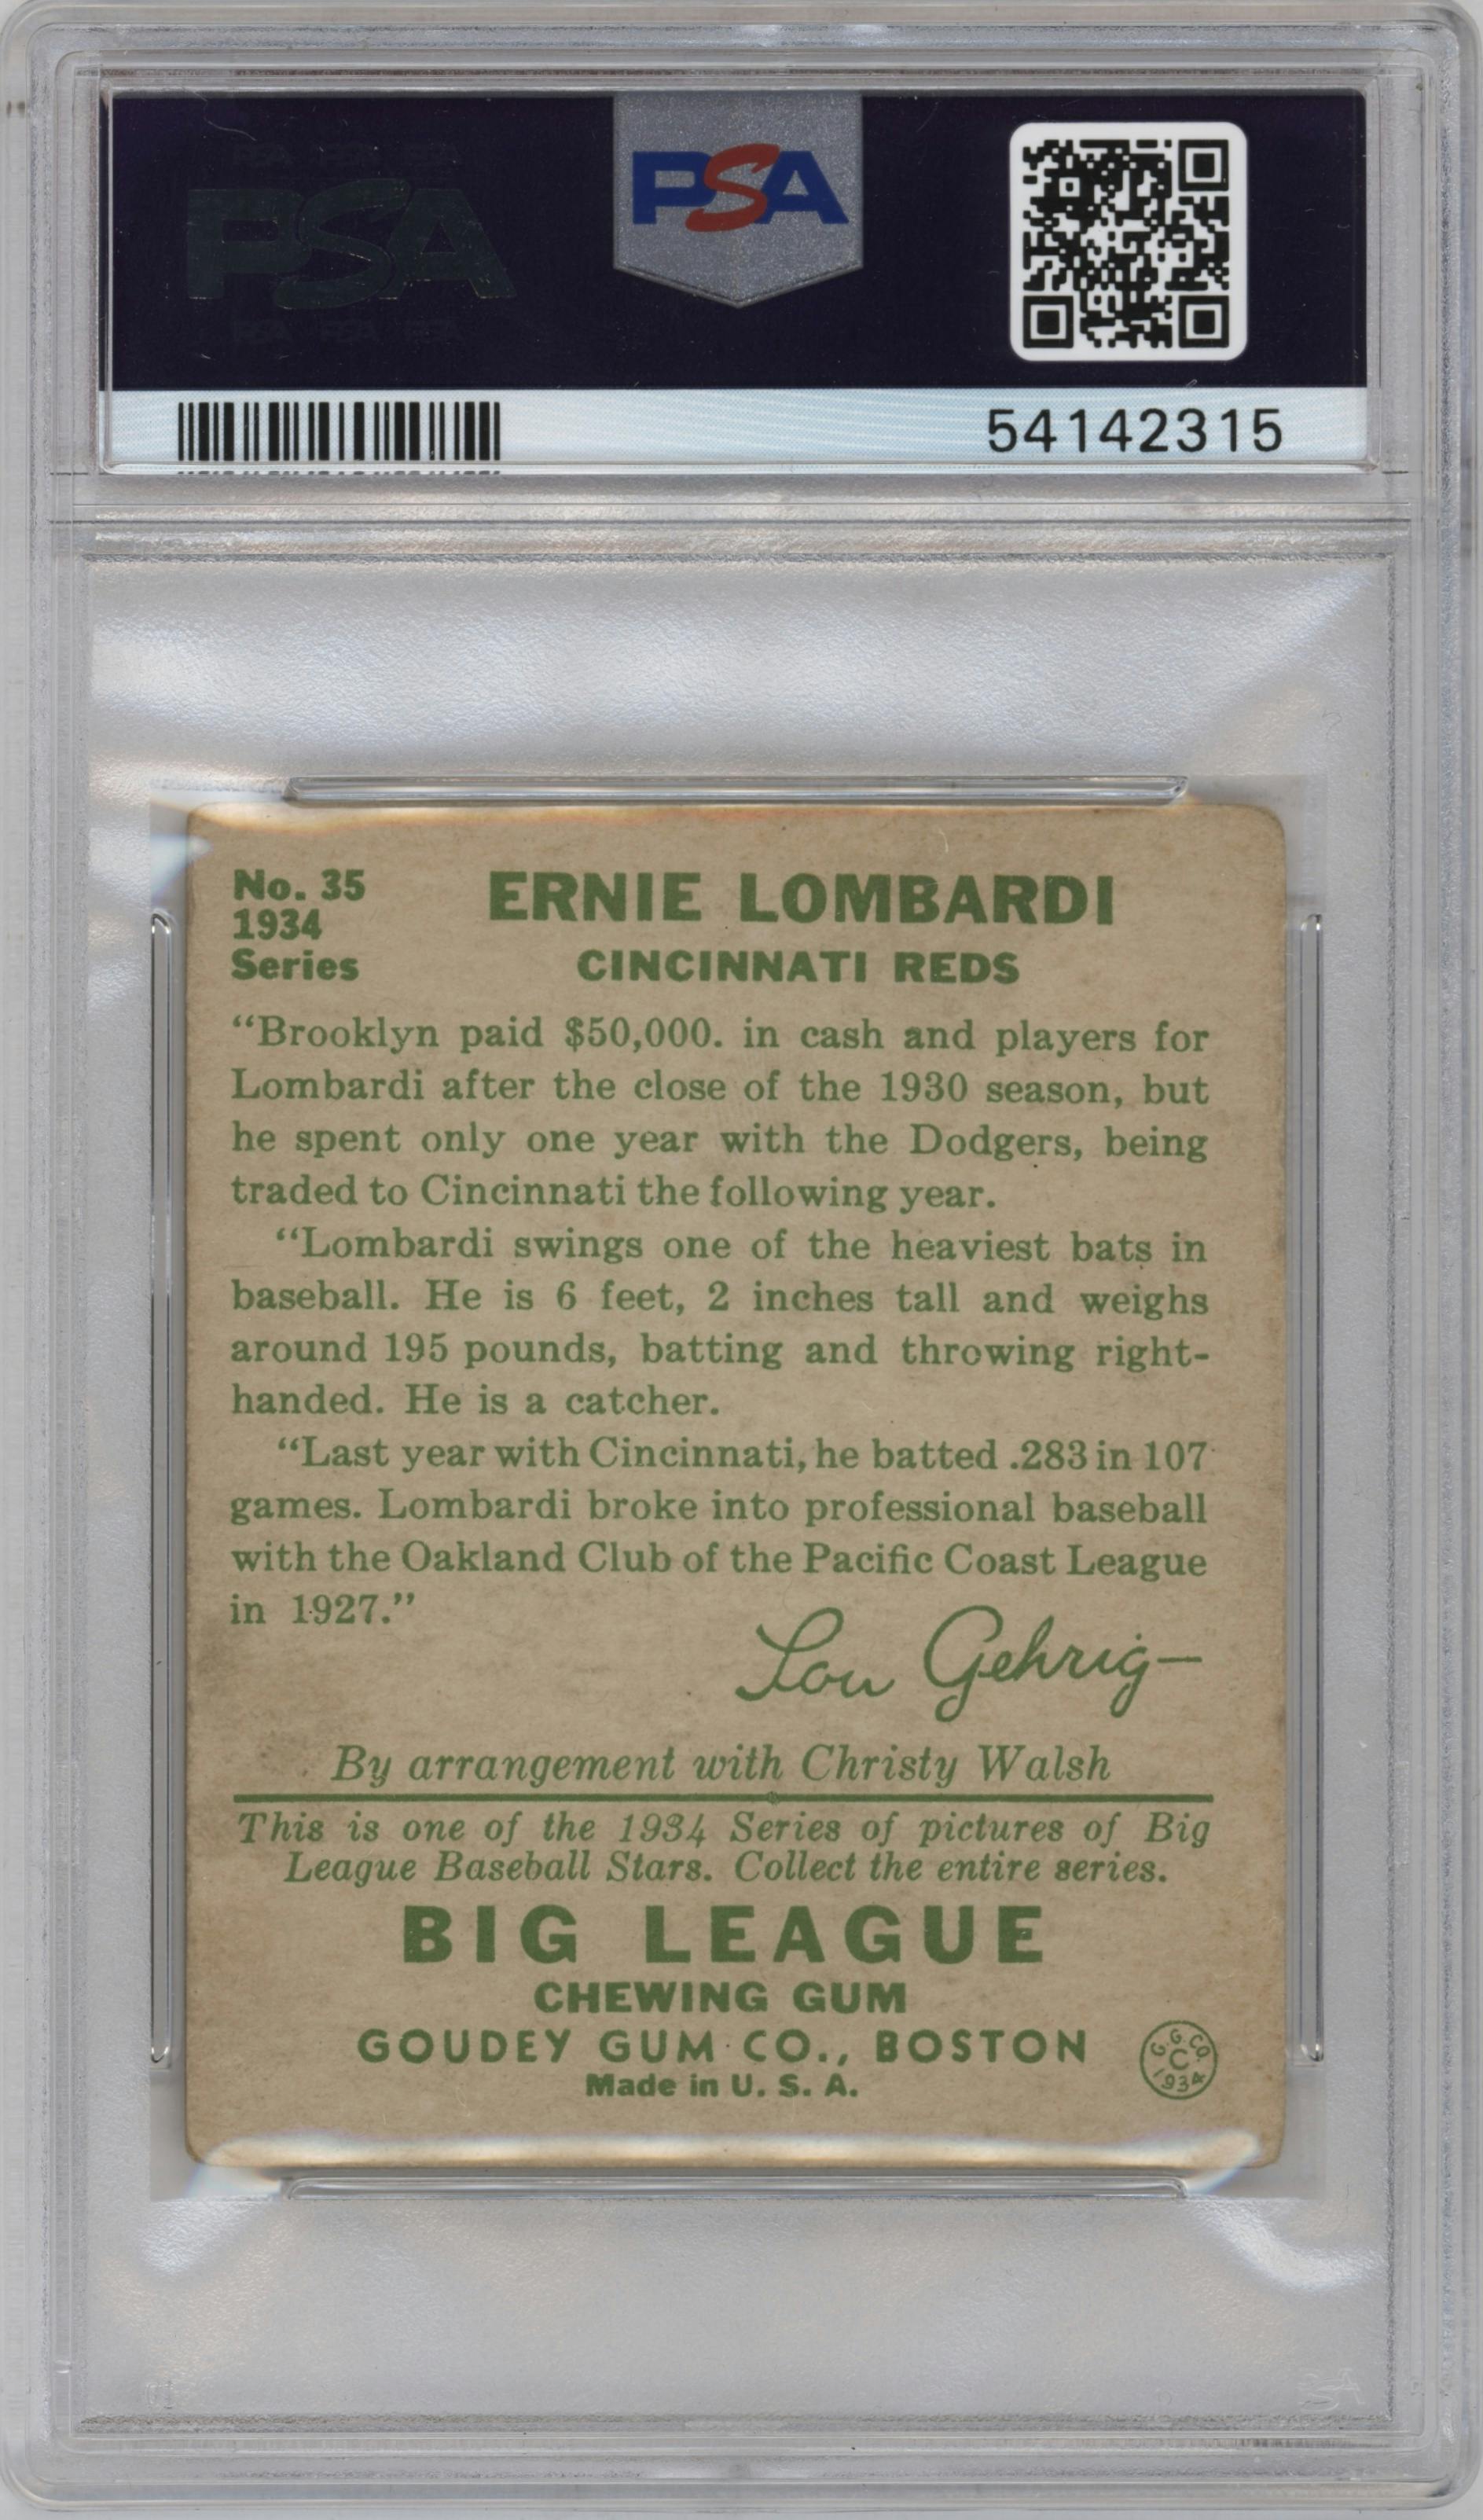 PSA
PSA
54142315
No. 35
1934
Series
ERNIE LOMBARDI
CINCINNATI REDS
“Brooklyn paid $50,000. in cash and players for
Lombardi after the close of the 1930 season, but
he spent only one year with the Dodgers, being
traded to Cincinnati the following year.
“Lombardi swings one of the heaviest bats in
baseball. He is 6 feet, 2 inches tall and weighs
around 195 pounds, batting and throwing right-
handed. He is a catcher.
“Last year with Cincinnati, he batted .283 in 107
games. Lombardi broke into professional baseball
with the Oakland Club of the Pacific Coast League
in 1927.”
Lou Gehrig—
By arrangement with Christy Walsh
This is one of the 1934 Series of pictures of Big
League Baseball Stars. Collect the entire series.
BIG LEAGUE
CHEWING GUM
GOUDEY GUM CO., BOSTON
Made in U. S. A.
G. G. CO.
C
1934